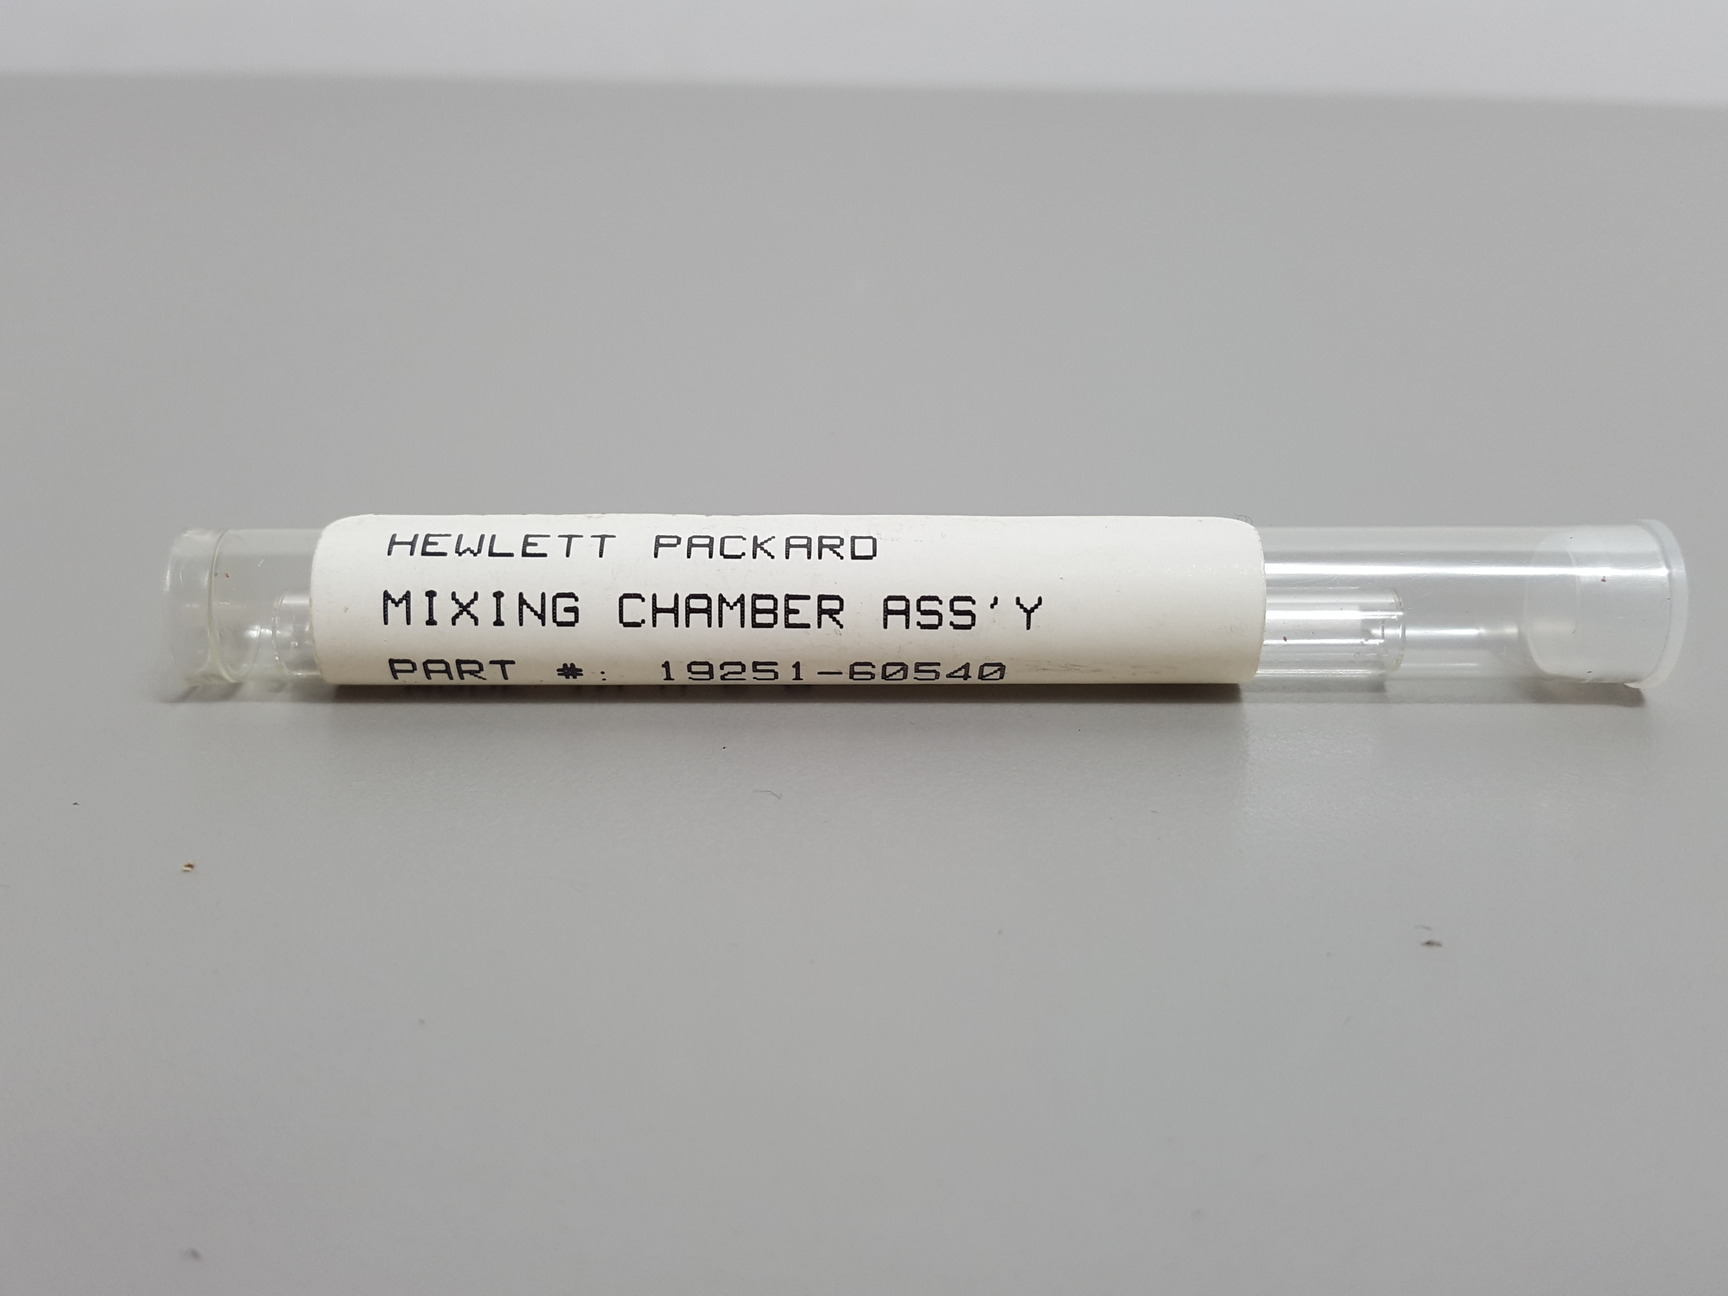 HEWLETT PACKARD
MIXING CHAMBER ASS'Y
PART #: 19251-60540